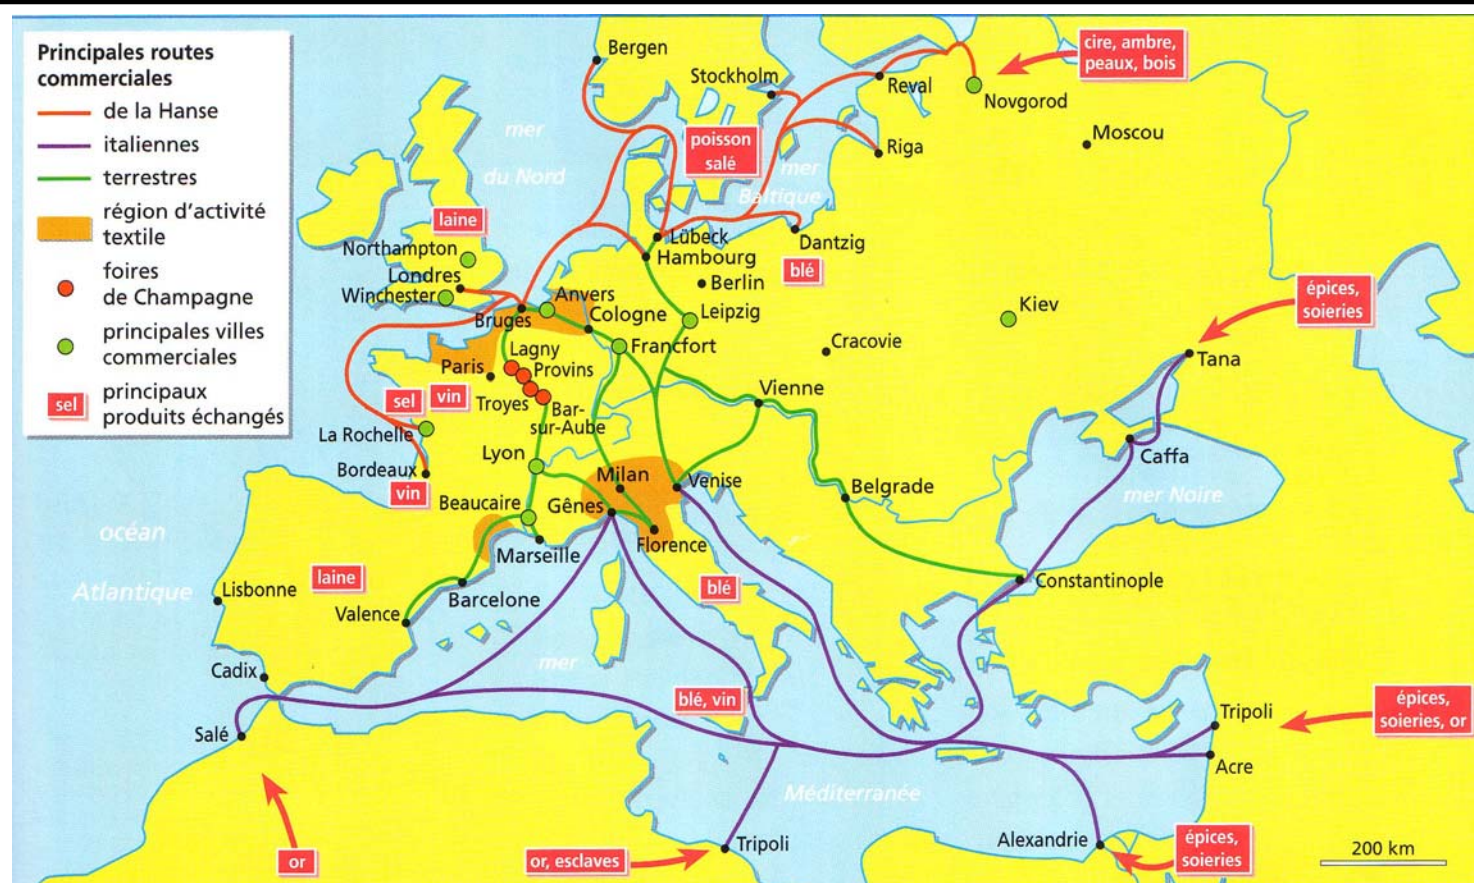 Principales routes
commerciales
de la Hanse
italiennes
terrestres
région d'activité
textile
foires
de Champagne
principales villes
commerciales
sel
principaux
produits échangés
Bergen
Stockholm
Reval
Novgorod
cire, ambre,
peaux, bois
Moscou
Riga
mer
du Nord
poisson
salé
mer
Baltique
laine
Northampton
Londres
Winchester
Lübeck
Hambourg
Dantzig
blé
Berlin
Anvers
Bruges
Cologne
Leipzig
Kiev
épices,
soieries
Tana
Cracovie
Francfort
Lagny
Paris
Provins
Troyes
Bar-
sur-Aube
sel
vin
Vienne
La Rochelle
Bordeaux
vin
Lyon
Milan
Venise
Belgrade
Caffa
mer Noire
Beaucaire
Gênes
Florence
Marseille
océan
Atlantique
Lisbonne
laine
Valence
Barcelone
blé
Constantinople
Cadix
mer
Salé
blé, vin
Tripoli
épices,
soieries, or
Acre
Méditerranée
or
or, esclaves
Tripoli
Alexandrie
épices,
soieries
200 km